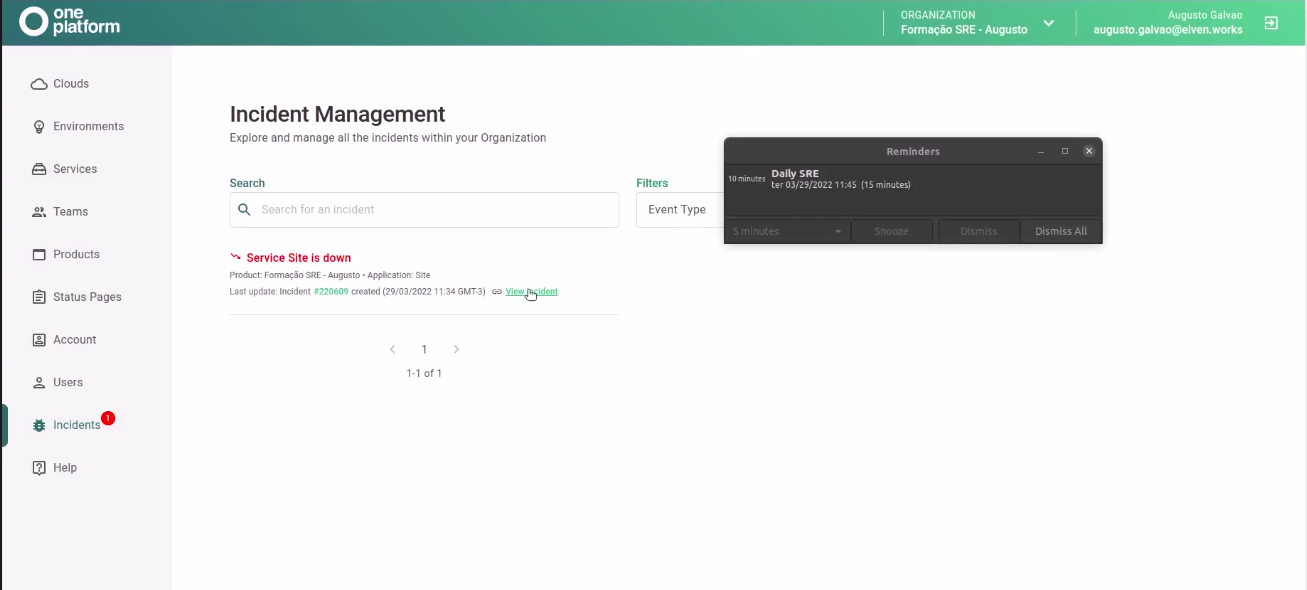 one
platform
ORGANIZATION
Formação SRE - Augusto
Augusto Galvao
augusto.galvao@elven.works
Clouds
Environments
Services
Teams
Products
Status Pages
Account
Users
Incidents
1
Help
Incident Management
Explore and manage all the incidents within your Organization
Search
Search for an incident
Filters
Event Type
Service Site is down
Product: Formação SRE - Augusto • Application: Site
Last update: Incident #220609 created (29/03/2022 11:34 GMT-3) View Incident
1
1-1 of 1
Reminders
10 minutes
Daily SRE
ter 03/29/2022 11:45 (15 minutes)
5 minutes
Snooze
Dismiss
Dismiss All